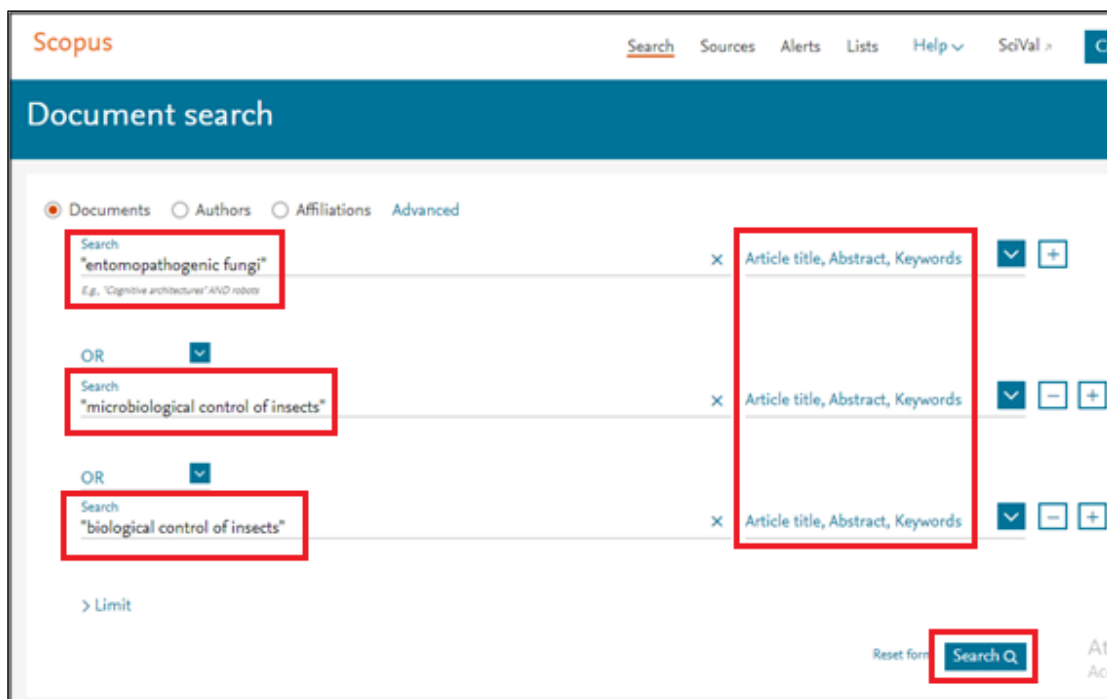 Scopus
Search Sources Alerts Lists Help SciVal
Document search
Documents Authors Affiliations Advanced
Search
"entomopathogenic fungi" Article title, Abstract, Keywords
E.g., "Cognitive architectures" AND robots
OR
Search
"microbiological control of insects" Article title, Abstract, Keywords
OR
Search
"biological control of insects" Article title, Abstract, Keywords
Limit
Reset form Search